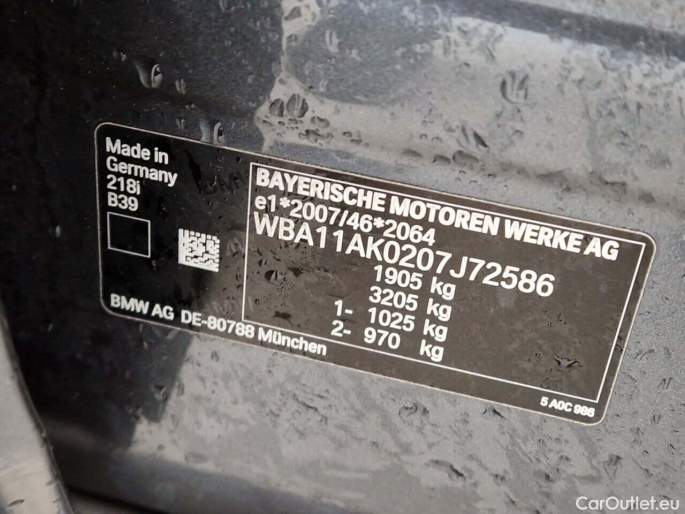 Made in
Germany
218i
B39
BMW AG DE-80788 München
BAYERISCHE MOTOREN WERKE AG
e1*2007/46*2064
WBA11AK0207J72586
1905 kg
3205 kg
1- 1025 kg
2- 970 kg
5 A0C 986
CarOutlet.eu